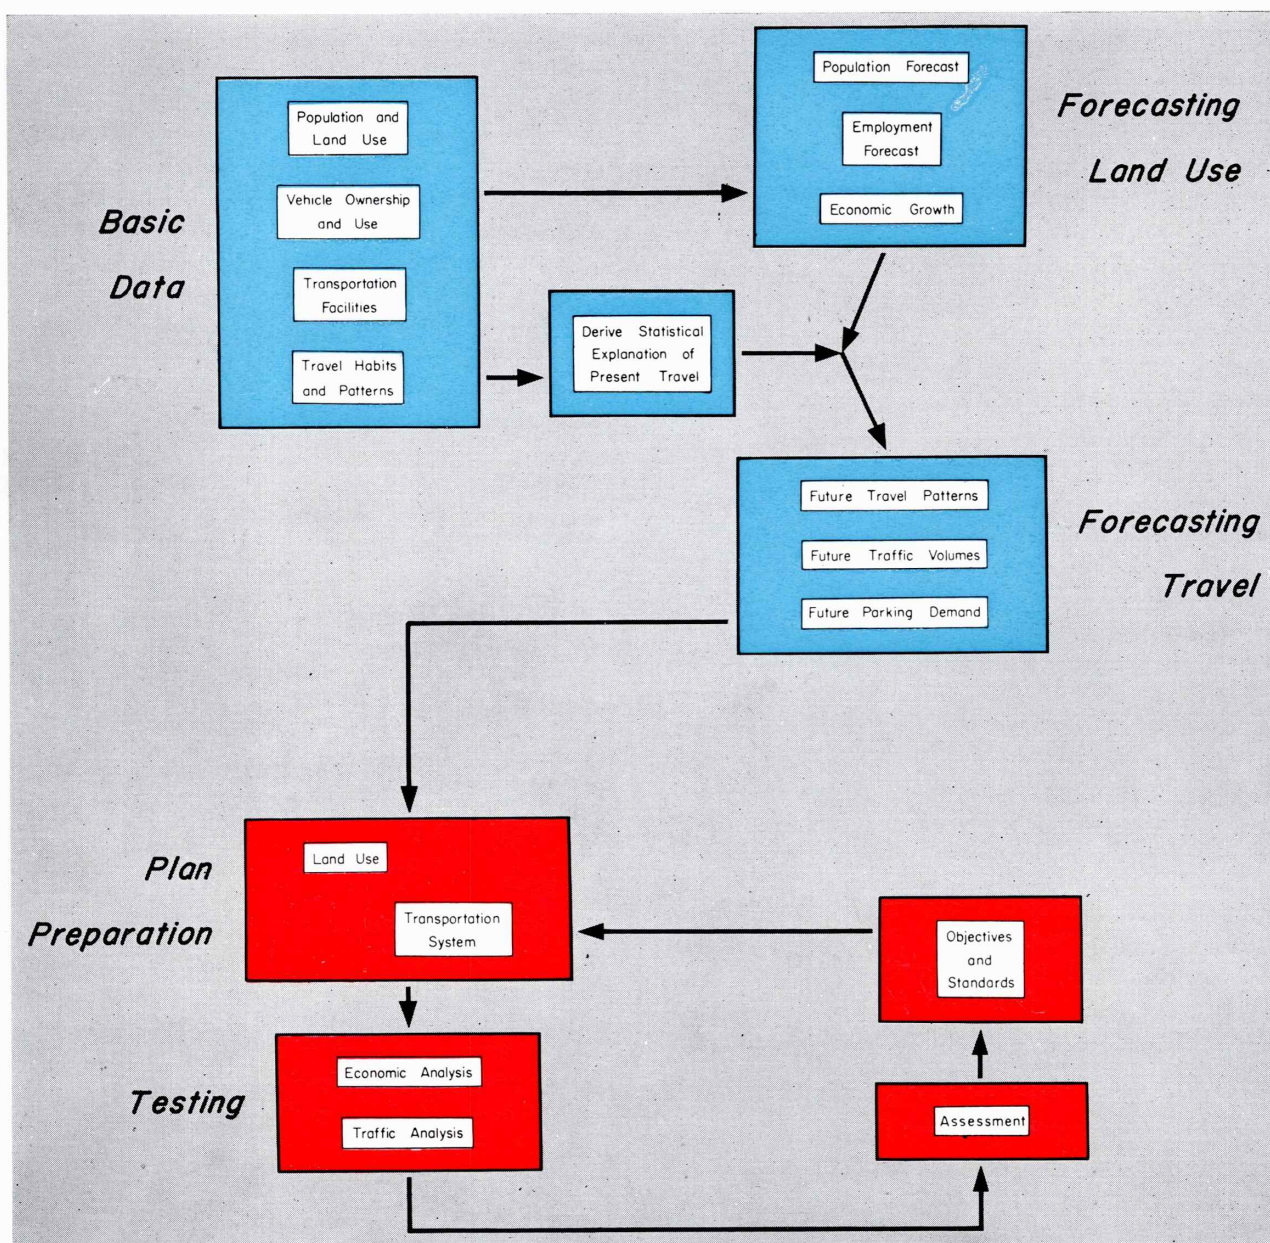 Basic
Data
Population and
Land Use
Vehicle Ownership
and Use
Transportation
Facilities
Travel Habits
and Patterns
Population Forecast
Employment
Forecast
Economic Growth
Forecasting
Land Use
Derive Statistical
Explanation of
Present Travel
Future Travel Patterns
Future Traffic Volumes
Future Parking Demand
Forecasting
Travel
Plan
Preparation
Land Use
Transportation
System
Objectives
and
Standards
Testing
Economic Analysis
Traffic Analysis
Assessment